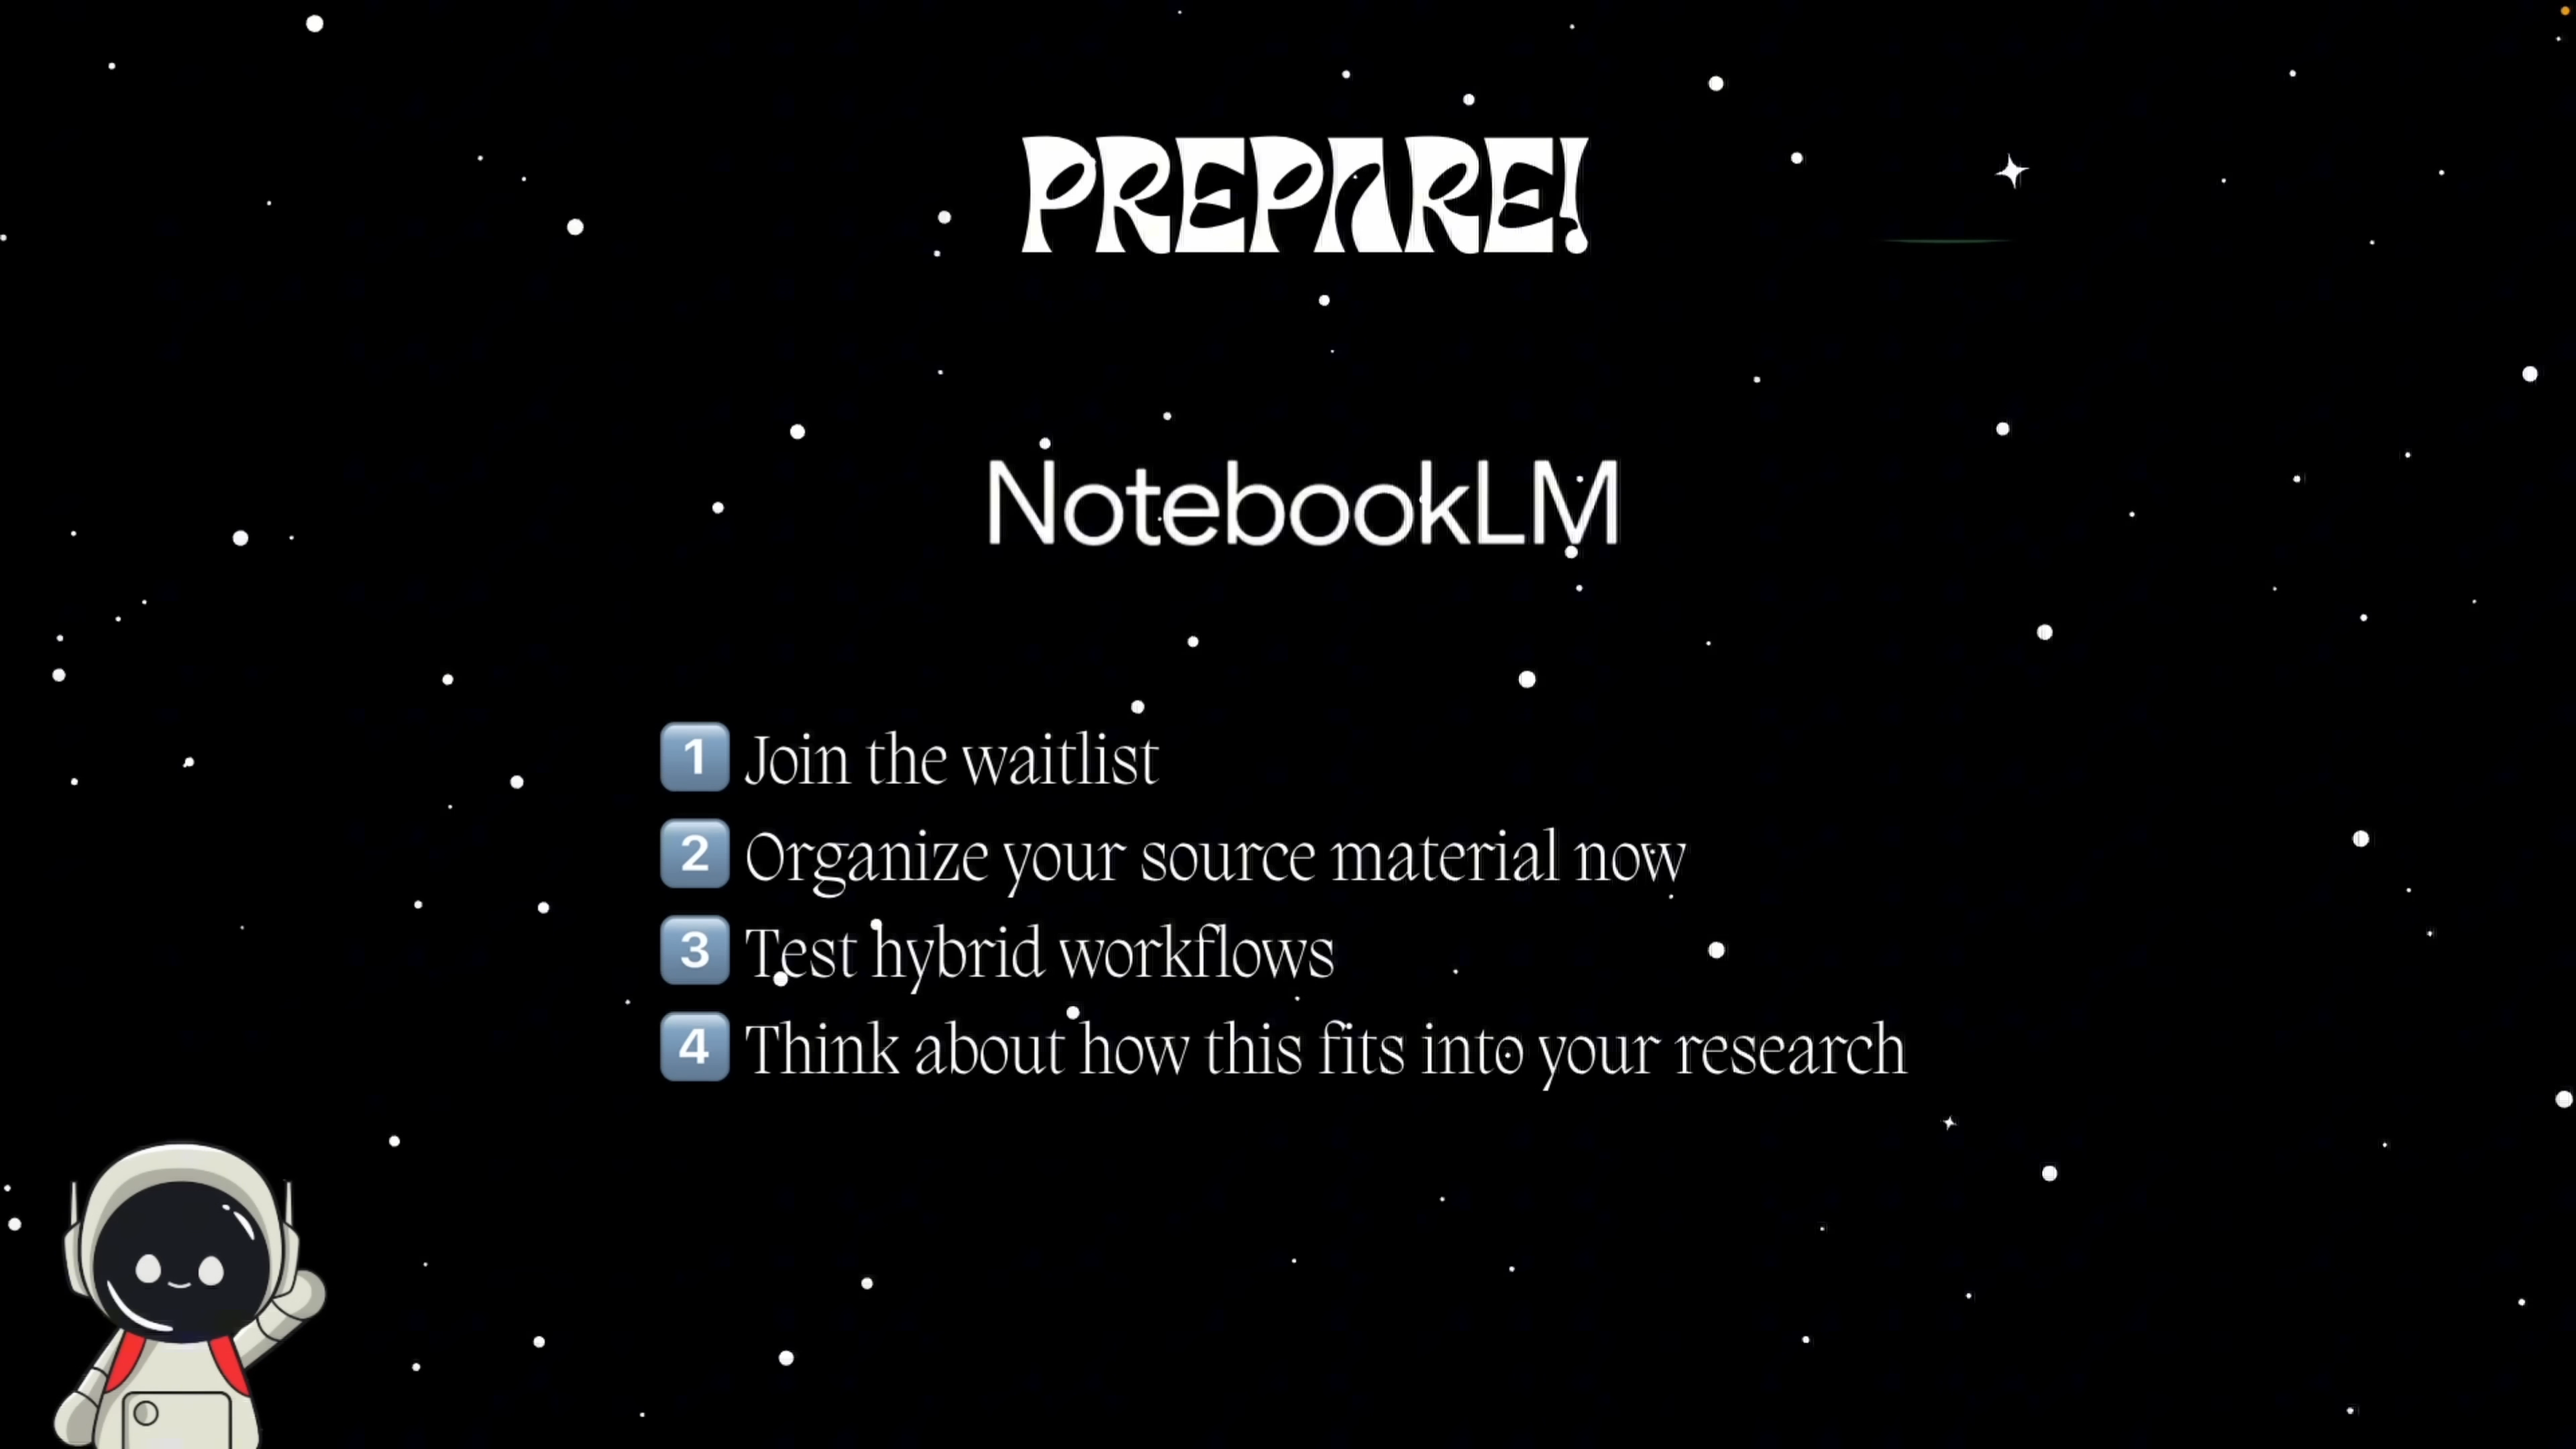 PREPARE!
NotebookLM
1 Join the waitlist
2 Organize your source material now
3 Test hybrid workflows
4 Think about how this fits into your research